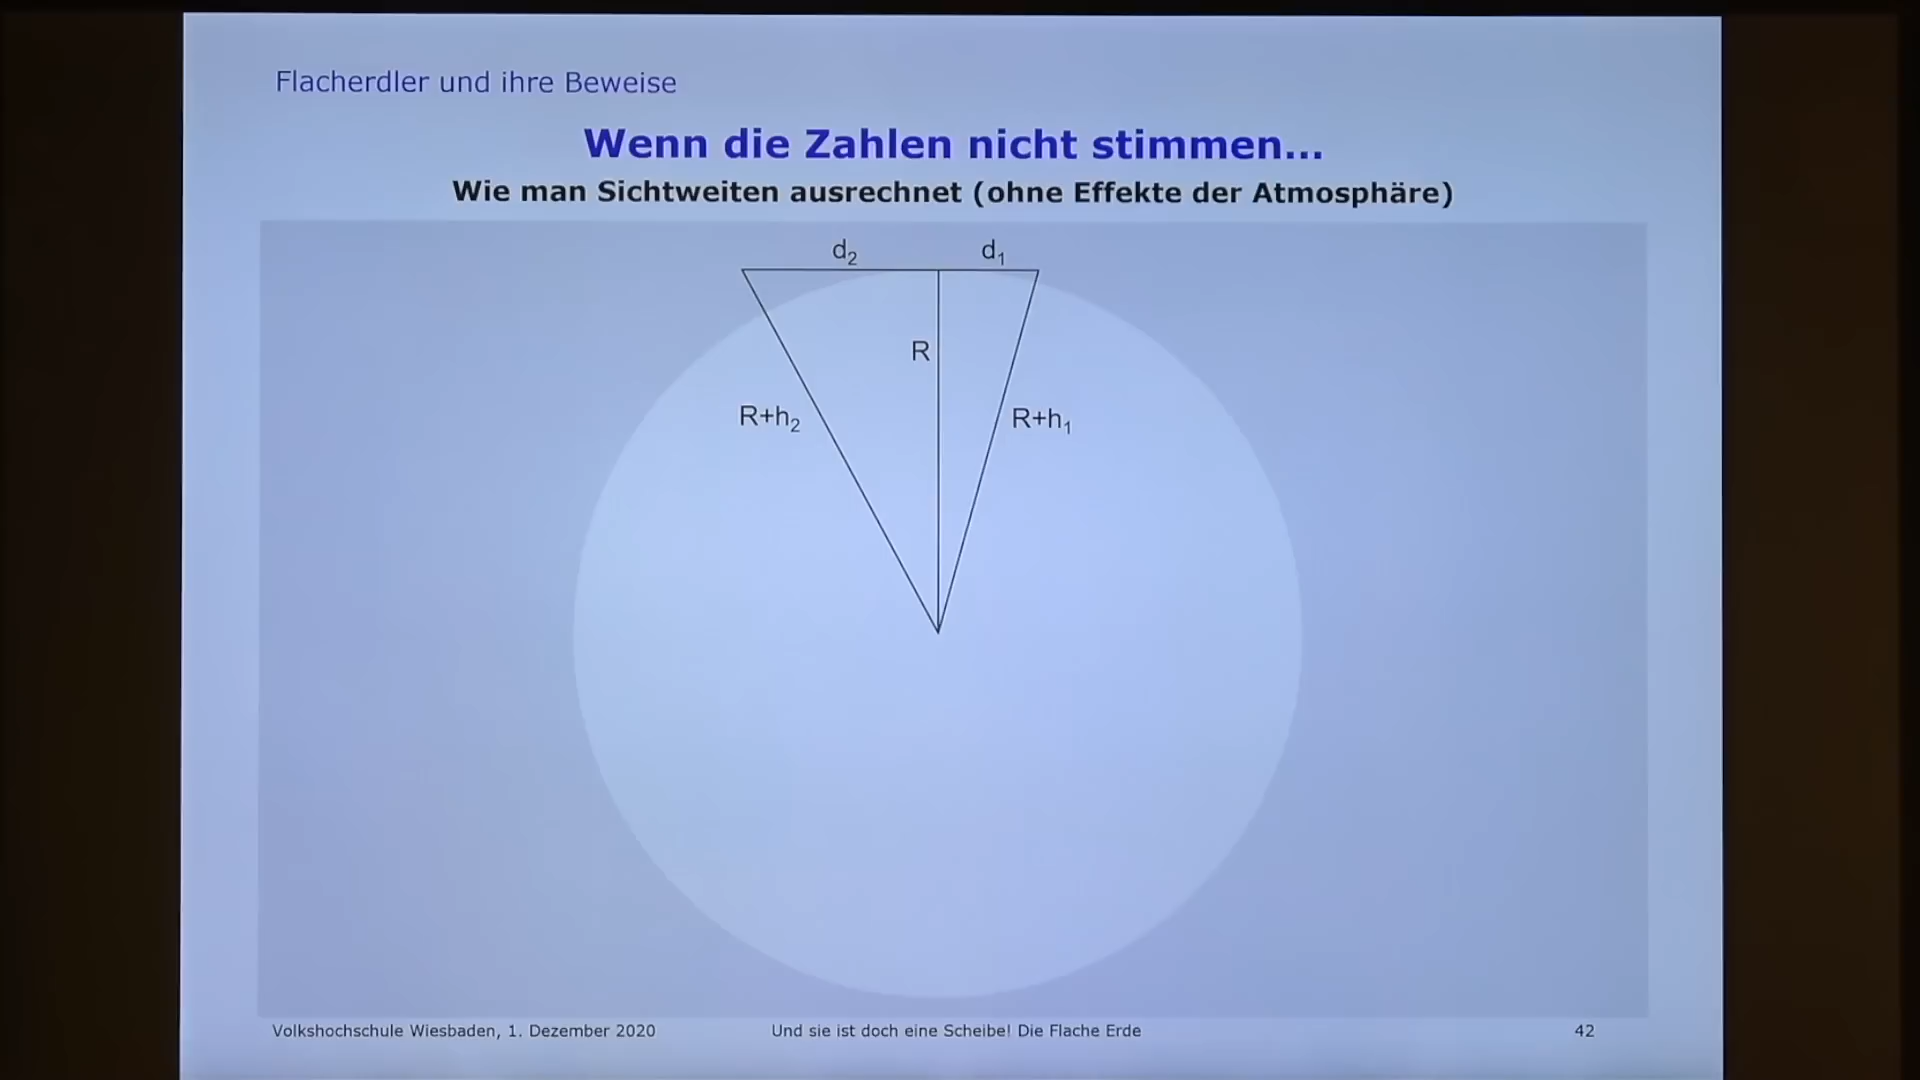 Flacherdler und ihre Beweise
Wenn die Zahlen nicht stimmen...
Wie man Sichtweiten ausrechnet (ohne Effekte der Atmosphäre)
d₂ d₁
R
R+h₂ R+h₁
Volkshochschule Wiesbaden, 1. Dezember 2020 Und sie ist doch eine Scheibe! Die Flache Erde 42